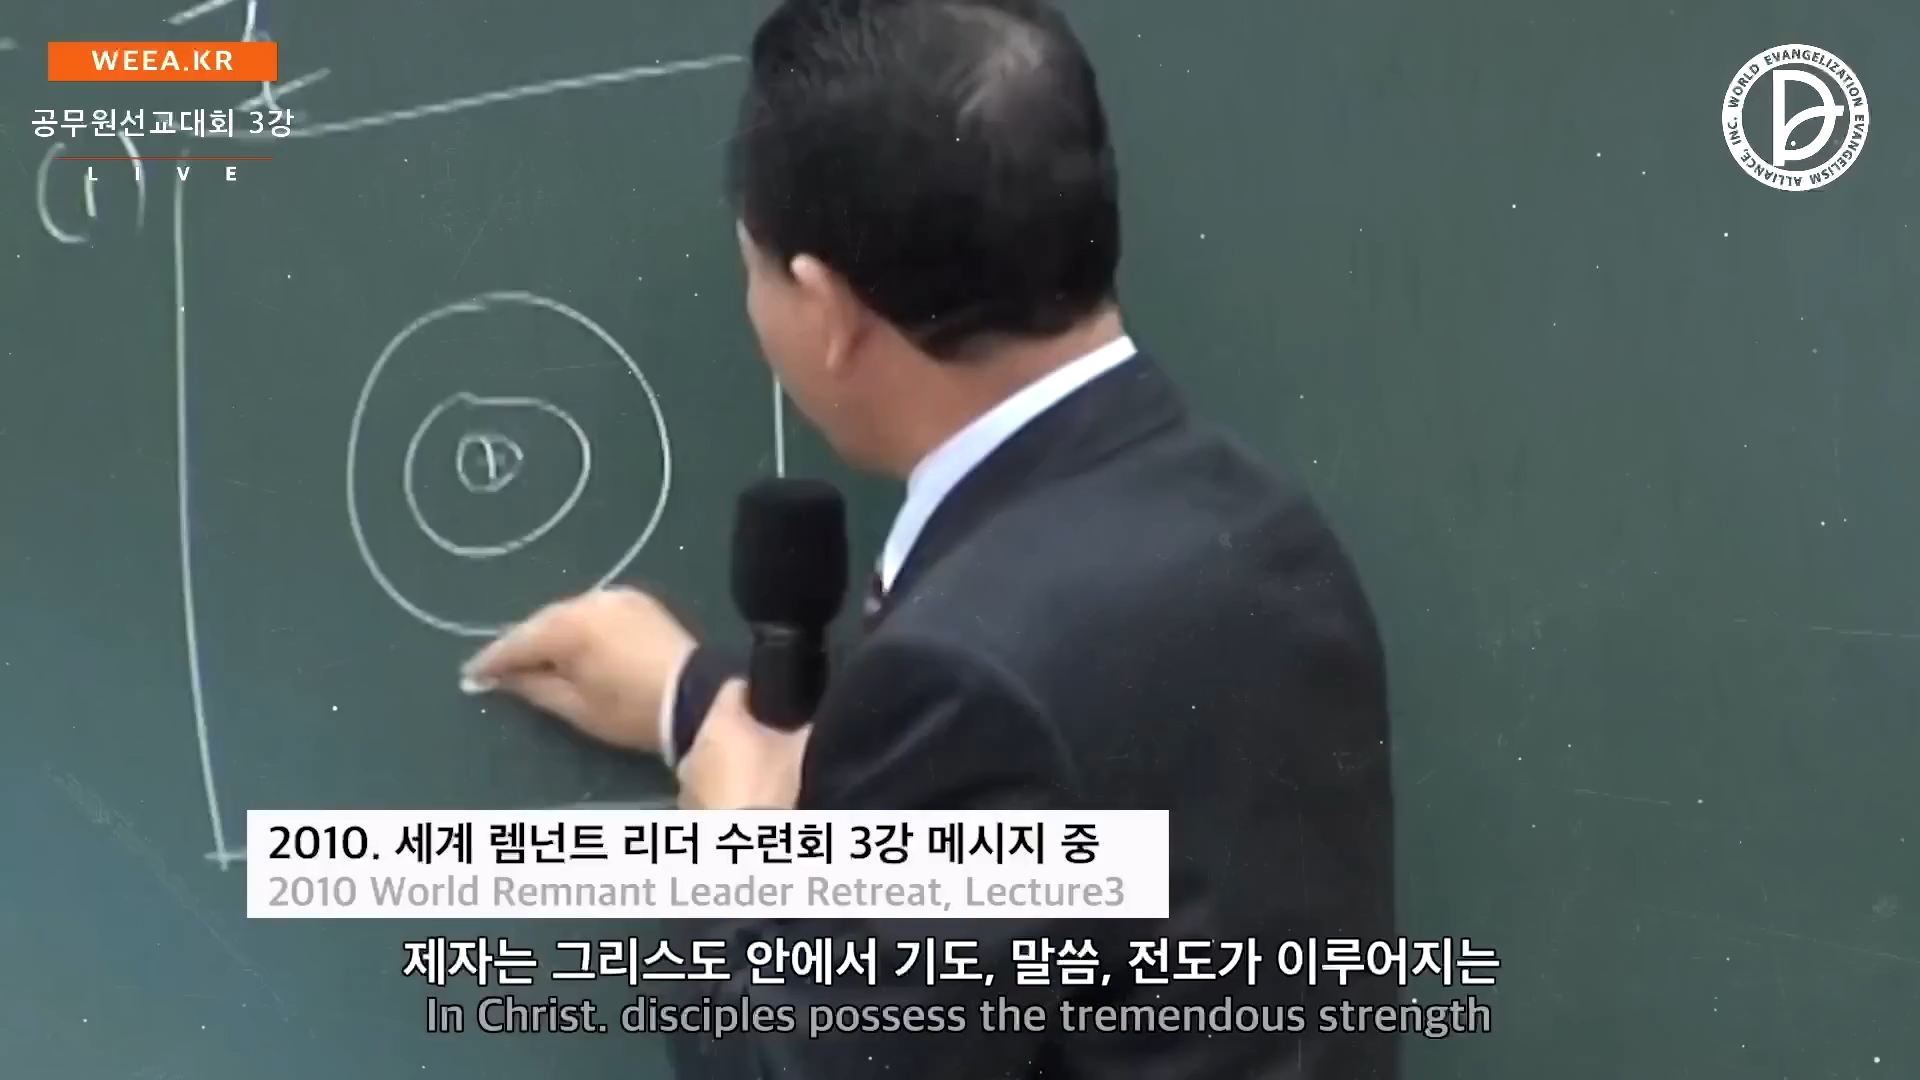 WEEA.KR
공무원선교대회 3강
LIVE
(1)
WORLD EVANGELIZATION EVANGELISM ALLIANCE, INC.
2010. 세계 렘넌트 리더 수련회 3강 메시지 중
2010 World Remnant Leader Retreat, Lecture3
제자는 그리스도 안에서 기도, 말씀, 전도가 이루어지는
In Christ. disciples possess the tremendous strength